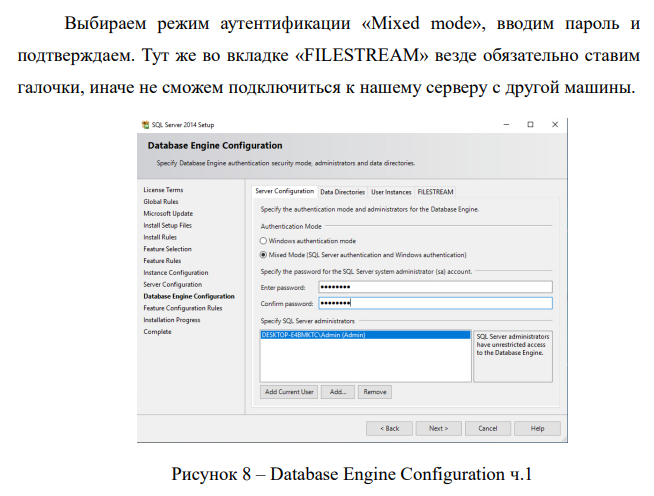 Выбираем режим аутентификации «Mixed mode», вводим пароль и
подтверждаем. Тут же во вкладке «FILESTREAM» везде обязательно ставим
галочки, иначе не сможем подключиться к нашему серверу с другой машины.
SQL Server 2014 Setup
Database Engine Configuration
Specify Database Engine authentication security mode, administrators and data directories.
License Terms
Global Rules
Microsoft Update
Install Setup Files
Install Rules
Feature Selection
Feature Rules
Instance Configuration
Server Configuration
Database Engine Configuration
Feature Configuration Rules
Installation Progress
Complete
Server Configuration Data Directories User Instances FILESTREAM
Specify the authentication mode and administrators for the Database Engine.
Authentication Mode
Windows authentication mode
Mixed Mode (SQL Server authentication and Windows authentication)
Specify the password for the SQL Server system administrator (sa) account.
Enter password: ●●●●●●●●
Confirm password: ●●●●●●●●
Specify SQL Server administrators
DESKTOP-E4BMKTC\Admin (Admin)
SQL Server administrators
have unrestricted access
to the Database Engine.
Add Current User Add... Remove
< Back Next > Cancel Help
Рисунок 8 – Database Engine Configuration ч.1